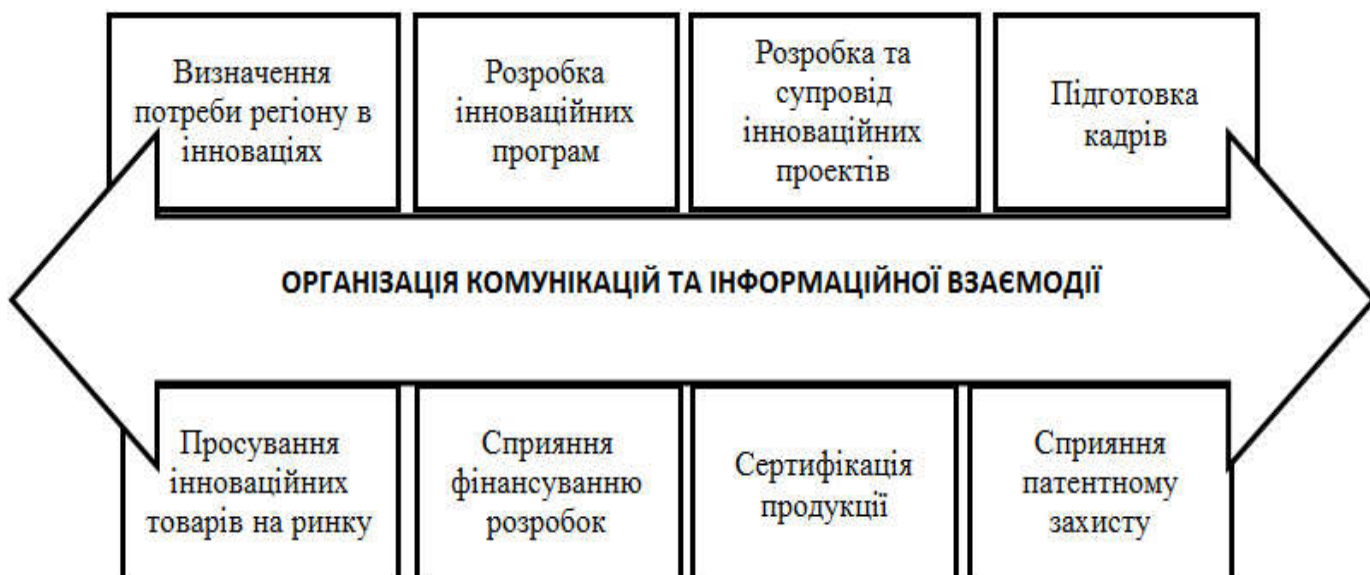 Визначення
потреби регіону в
інноваціях
Розробка
інноваційних
програм
Розробка та
супровід
інноваційних
проектів
Підготовка
кадрів
ОРГАНІЗАЦІЯ КОМУНІКАЦІЙ ТА ІНФОРМАЦІЙНОЇ ВЗАЄМОДІЇ
Просування
інноваційних
товарів на ринку
Сприяння
фінансуванню
розробок
Сертифікація
продукції
Сприяння
патентному
захисту